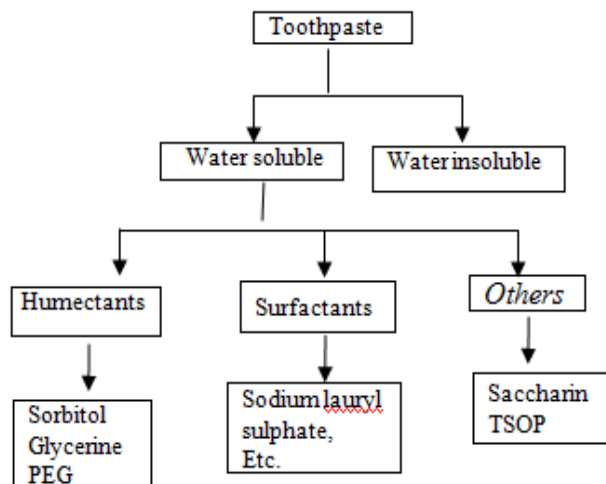 Toothpaste
Water soluble
Water insoluble
Humectants
Surfactants
Others
Sorbitol
Glycerine
PEG
Sodium lauryl
sulphate,
Etc.
Saccharin
TSOP